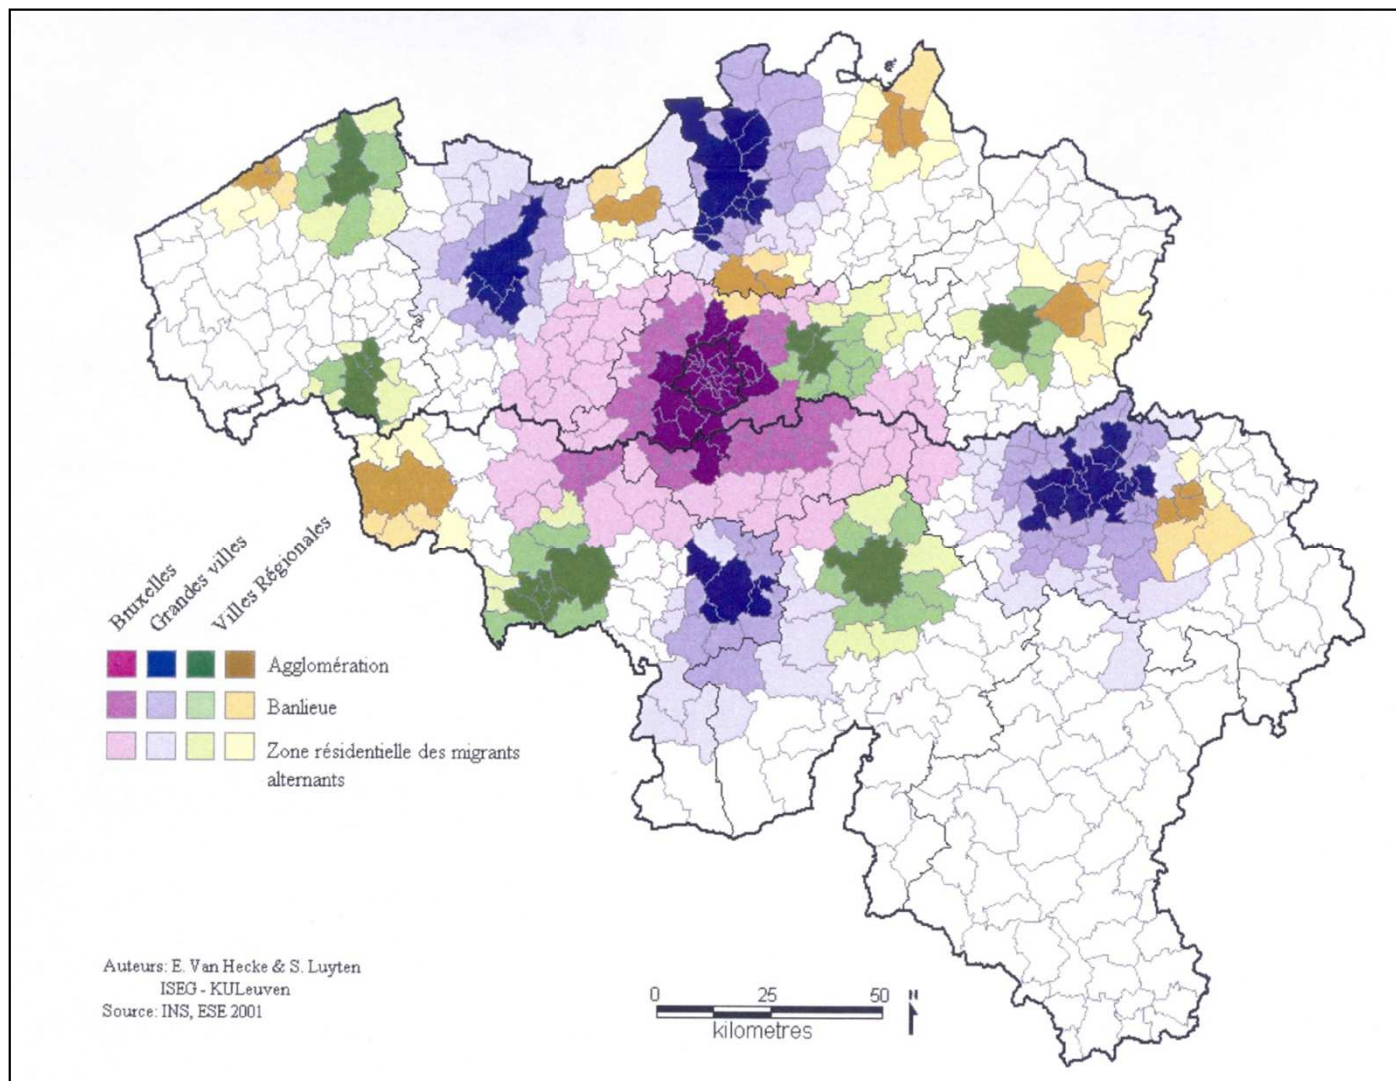 Bruxelles
Grandes villes
Villes Régionales
Agglomération
Banlieue
Zone résidentielle des migrants
alternants
Auteurs: E. Van Hecke & S. Luyten
ISEG - KULeuven
Source: INS, ESE 2001
0 25 50
kilometres
N